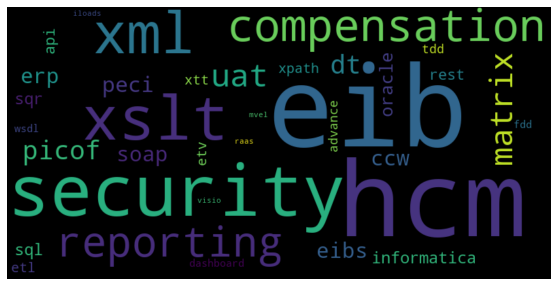 iloads
api
xml
compensation
tdd
erp
peci
xtt
uat
xpath
dt
oracle
rest
matrix
sqr
xslt
eib
mvel
advance
fdd
wsdl
picof
soap
etv
raas
ccw
security
visio
hcm
reporting
sql
etl
dashboard
eibs
informatica